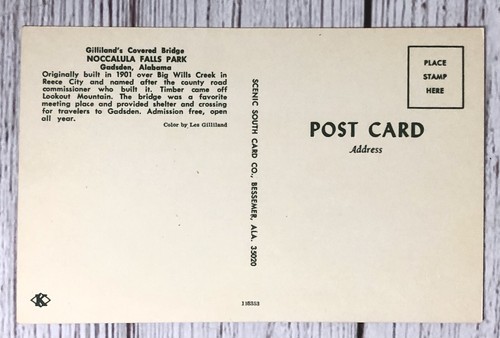 Gilliland's Covered Bridge
NOCCALULA FALLS PARK
Gadsden, Alabama
Originally built in 1901 over Big Wills Creek in
Reece City and named after the county road
commissioner who built it. Timber came off
Lookout Mountain. The bridge was a favorite
meeting place and provided shelter and crossing
for travelers to Gadsden. Admission free, open
all year.
Color by Les Gilliland
SCENIC SOUTH CARD CO., BESSEMER, ALA. 35020
PLACE
STAMP
HERE
POST CARD
Address
K